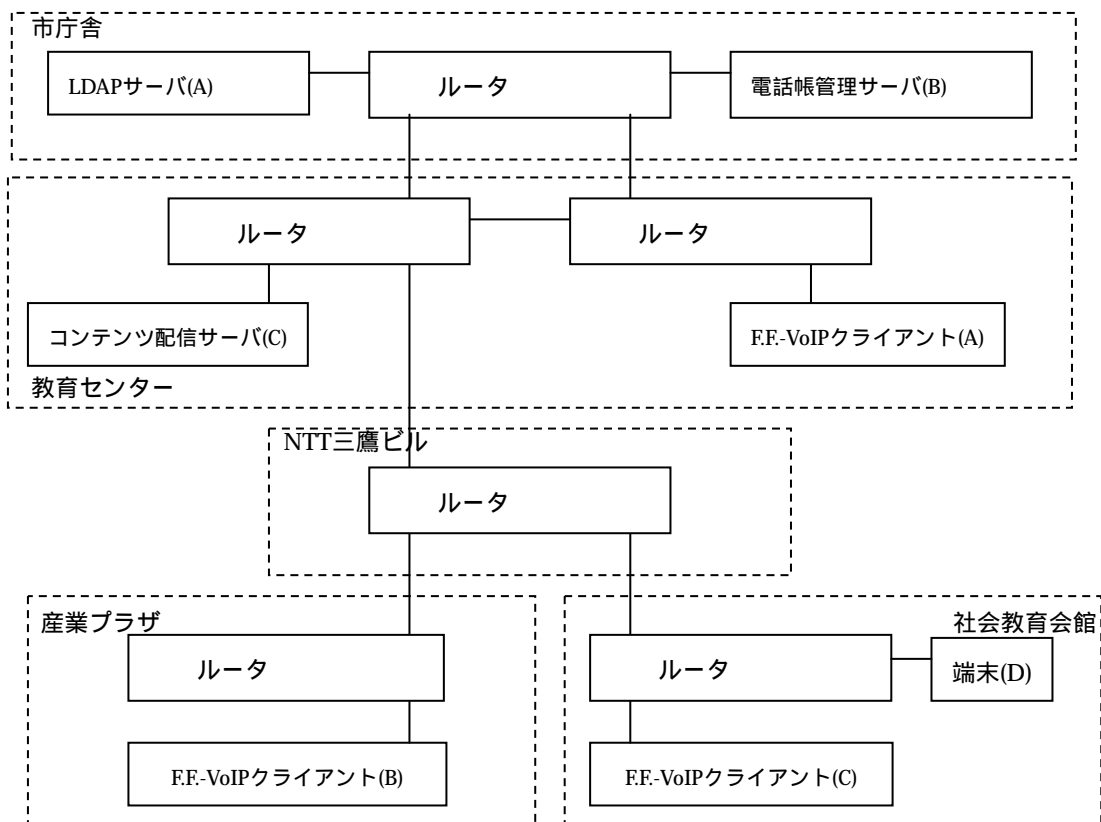 市庁舎
LDAPサーバ(A)
ルータ
電話帳管理サーバ(B)
ルータ
ルータ
コンテンツ配信サーバ(C)
F.F.-VoIPクライアント(A)
教育センター
NTT三鷹ビル
ルータ
産業プラザ
社会教育会館
ルータ
ルータ
端末(D)
F.F.-VoIPクライアント(B)
F.F.-VoIPクライアント(C)